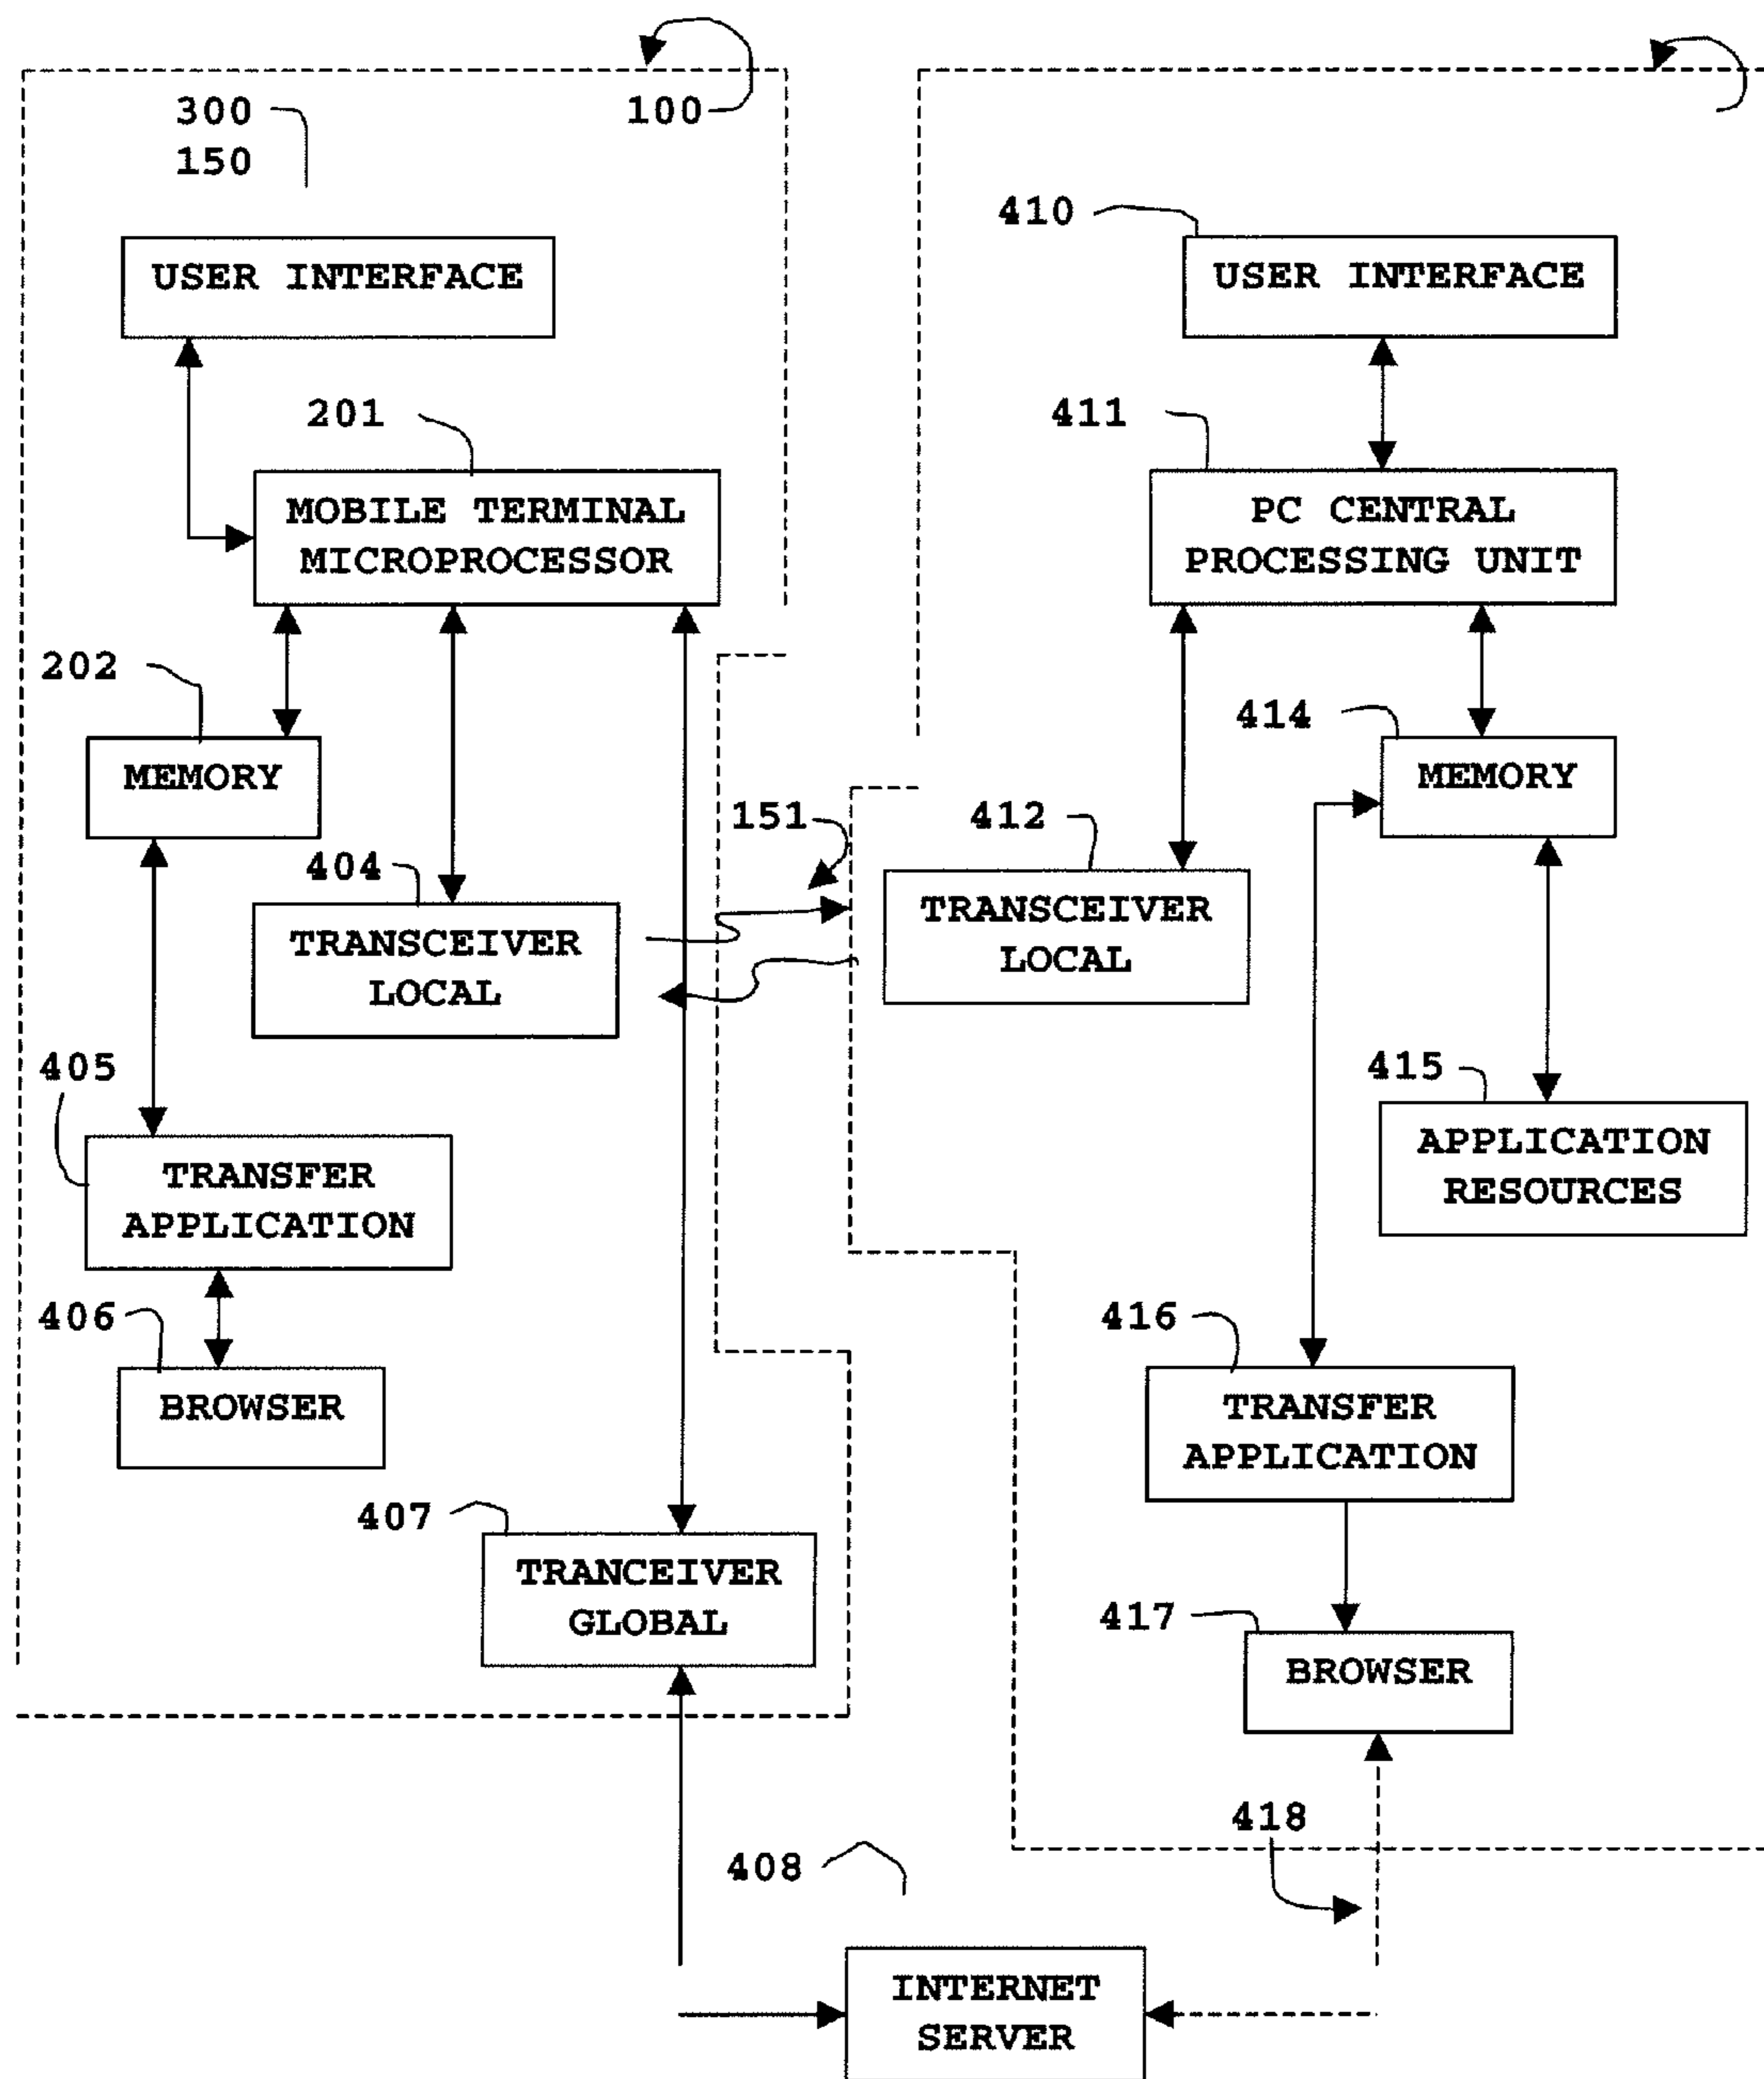 300
150
100
USER INTERFACE
201
MOBILE TERMINAL
MICROPROCESSOR
202
MEMORY
404
TRANSCEIVER
LOCAL
405
TRANSFER
APPLICATION
406
BROWSER
407
TRANCEIVER
GLOBAL
151
410
USER INTERFACE
411
PC CENTRAL
PROCESSING UNIT
414
MEMORY
412
TRANSCEIVER
LOCAL
415
APPLICATION
RESOURCES
416
TRANSFER
APPLICATION
417
BROWSER
418
408
INTERNET
SERVER